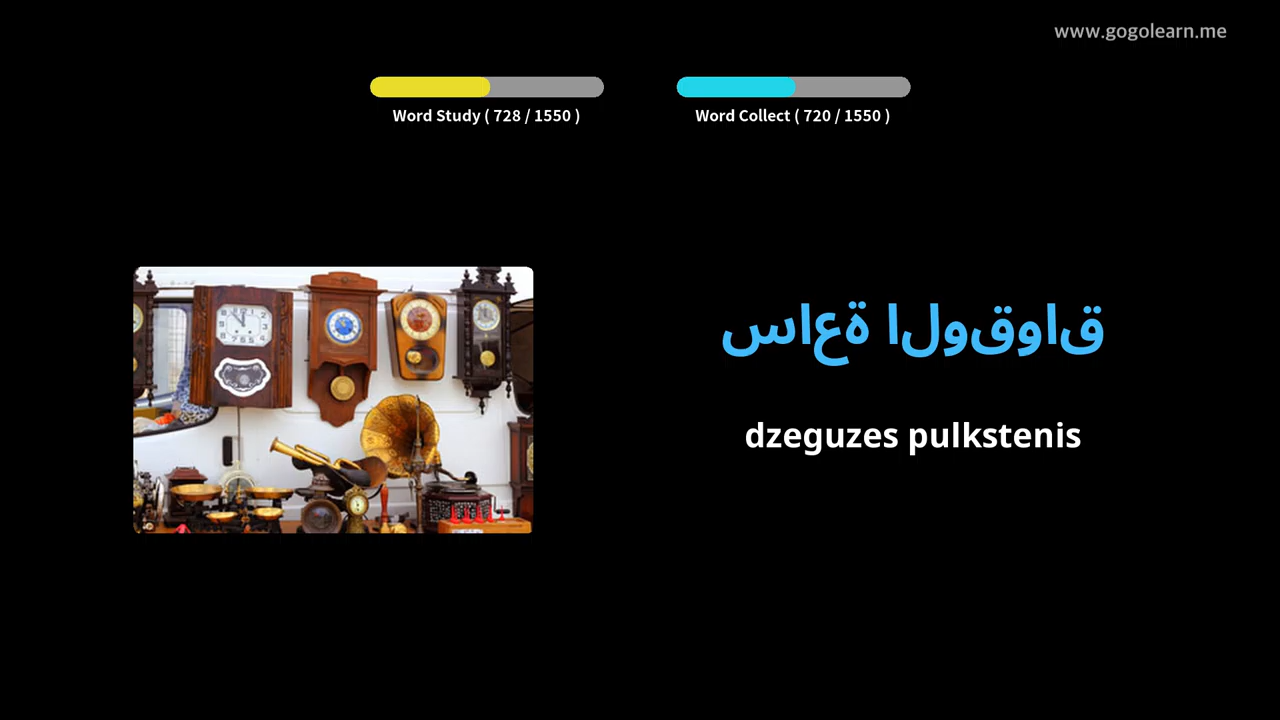 www.gogolearn.me
Word Study ( 728 / 1550 )
Word Collect ( 720 / 1550 )
ساعة الوقواق
dzeguzes pulkstenis